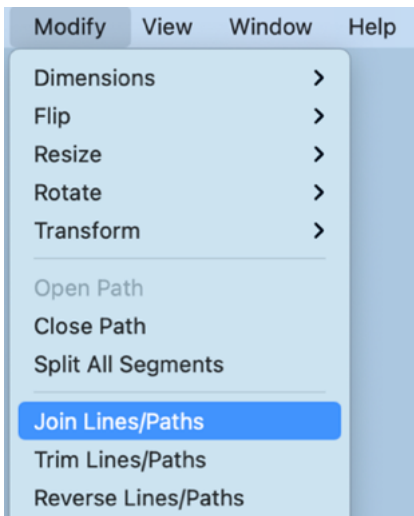 Modify View Window Help
Dimensions
Flip
Resize
Rotate
Transform
Open Path
Close Path
Split All Segments
Join Lines/Paths
Trim Lines/Paths
Reverse Lines/Paths